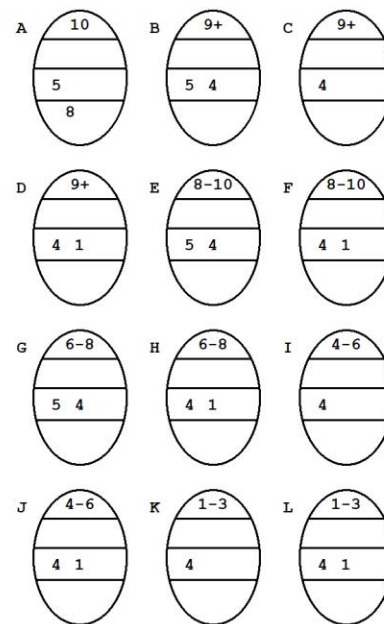 A 10 B 9+ C 9+
5 5 4 4
8
D 9+ E 8-10 F 8-10
4 1 5 4 4 1
G 6-8 H 6-8 I 4-6
5 4 4 1 4
J 4-6 K 1-3 L 1-3
4 1 4 4 1